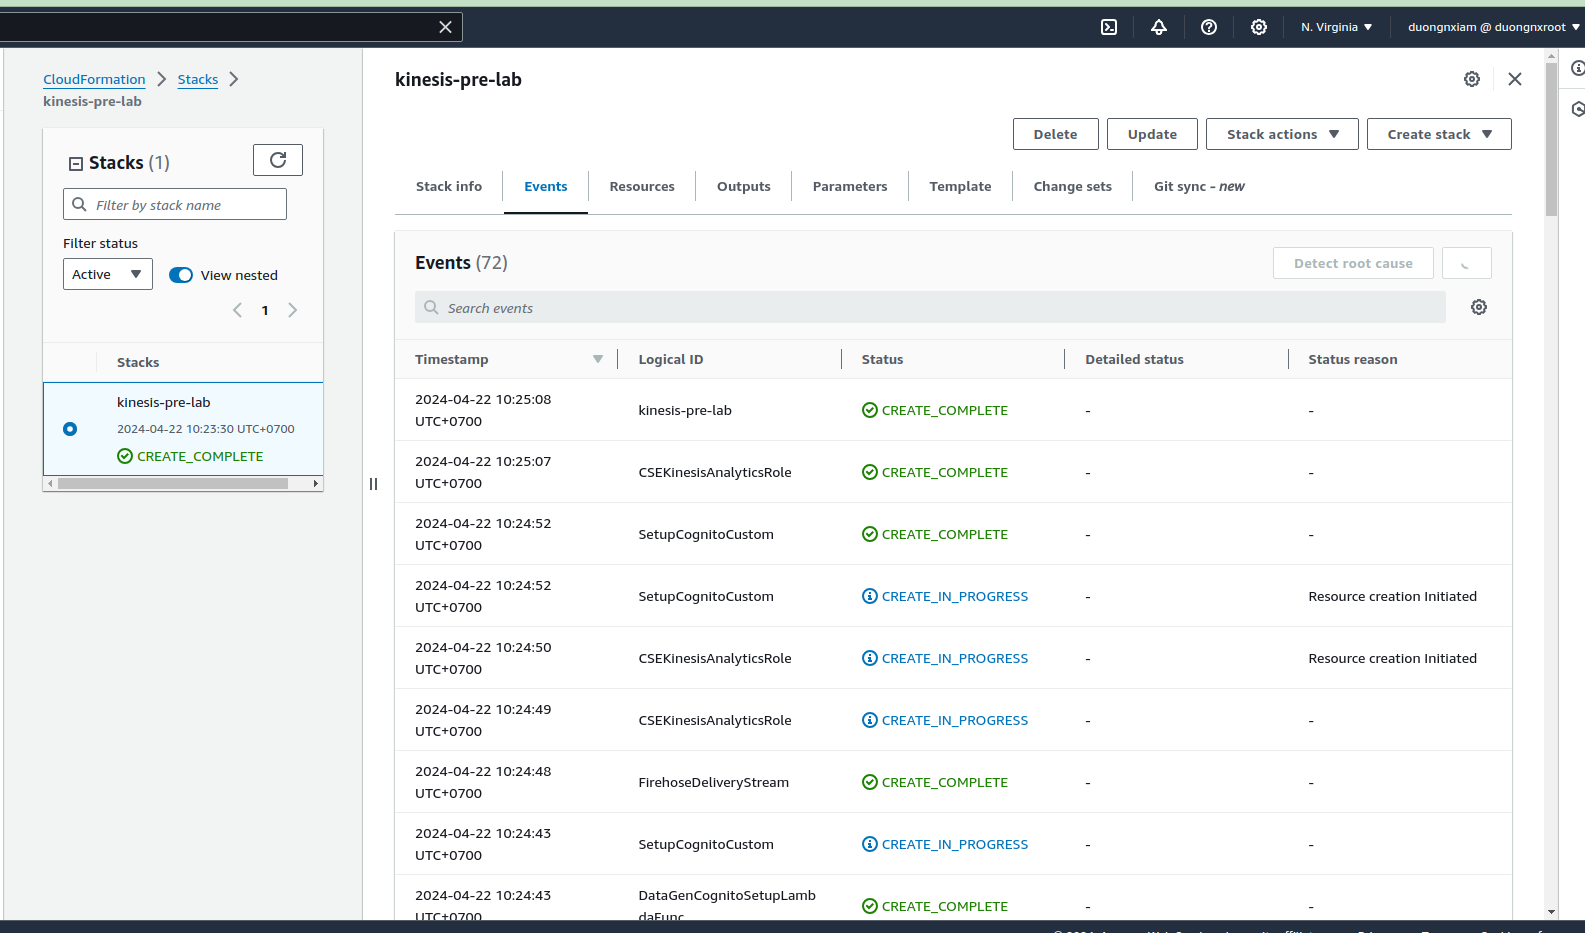 N. Virginia
duongnxiam @ duongnxroot
CloudFormation
Stacks
kinesis-pre-lab
Stacks (1)
Filter by stack name
Filter status
Active
View nested
1
Stacks
kinesis-pre-lab
2024-04-22 10:23:30 UTC+0700
CREATE_COMPLETE
kinesis-pre-lab
Delete
Update
Stack actions
Create stack
Stack info
Events
Resources
Outputs
Parameters
Template
Change sets
Git sync - new
Events (72)
Detect root cause
Search events
Timestamp
Logical ID
Status
Detailed status
Status reason
2024-04-22 10:25:08
UTC+0700
kinesis-pre-lab
CREATE_COMPLETE
-
-
2024-04-22 10:25:07
UTC+0700
CSEKinesisAnalyticsRole
CREATE_COMPLETE
-
-
2024-04-22 10:24:52
UTC+0700
SetupCognitoCustom
CREATE_COMPLETE
-
-
2024-04-22 10:24:52
UTC+0700
SetupCognitoCustom
CREATE_IN_PROGRESS
-
Resource creation Initiated
2024-04-22 10:24:50
UTC+0700
CSEKinesisAnalyticsRole
CREATE_IN_PROGRESS
-
Resource creation Initiated
2024-04-22 10:24:49
UTC+0700
CSEKinesisAnalyticsRole
CREATE_IN_PROGRESS
-
-
2024-04-22 10:24:48
UTC+0700
FirehoseDeliveryStream
CREATE_COMPLETE
-
-
2024-04-22 10:24:43
UTC+0700
SetupCognitoCustom
CREATE_IN_PROGRESS
-
-
2024-04-22 10:24:43
UTC+0700
DataGenCognitoSetupLamb
daFunc
CREATE_COMPLETE
-
-